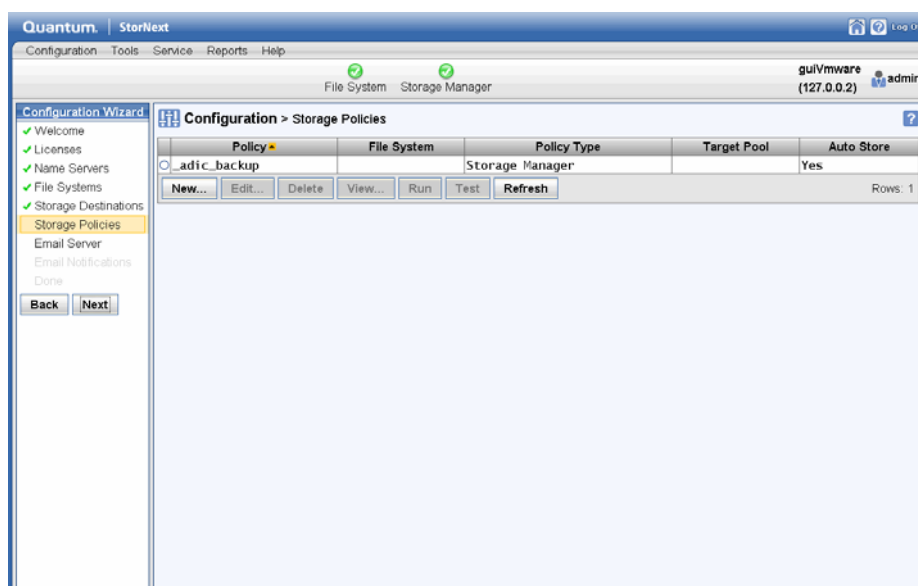 Quantum. StorNext Log O
Configuration Tools Service Reports Help
File System Storage Manager
guiVmware
(127.0.0.2)
admin
Configuration Wizard
Welcome
Licenses
Name Servers
File Systems
Storage Destinations
Storage Policies
Email Server
Email Notifications
Done
Back Next
Configuration > Storage Policies
Policy File System Policy Type Target Pool Auto Store
_adic_backup Storage Manager Yes
New... Edit... Delete View... Run Test Refresh Rows: 1